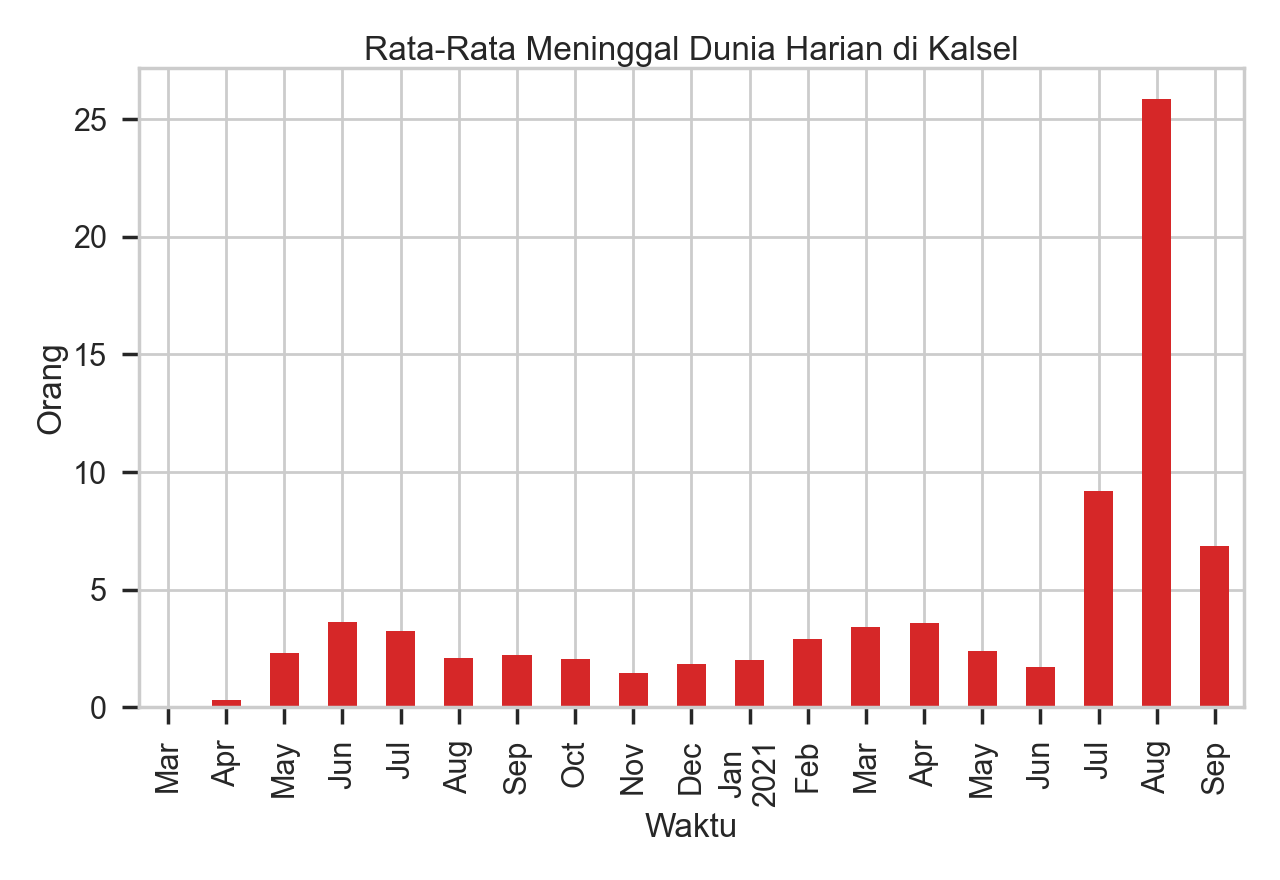 Rata-Rata Meninggal Dunia Harian di Kalsel
25
20
15
10
5
0
Orang
Mar
Apr
May
Jun
Jul
Aug
Sep
Oct
Nov
Dec
Jan
2021
Feb
Mar
Apr
May
Jun
Jul
Aug
Sep
Waktu